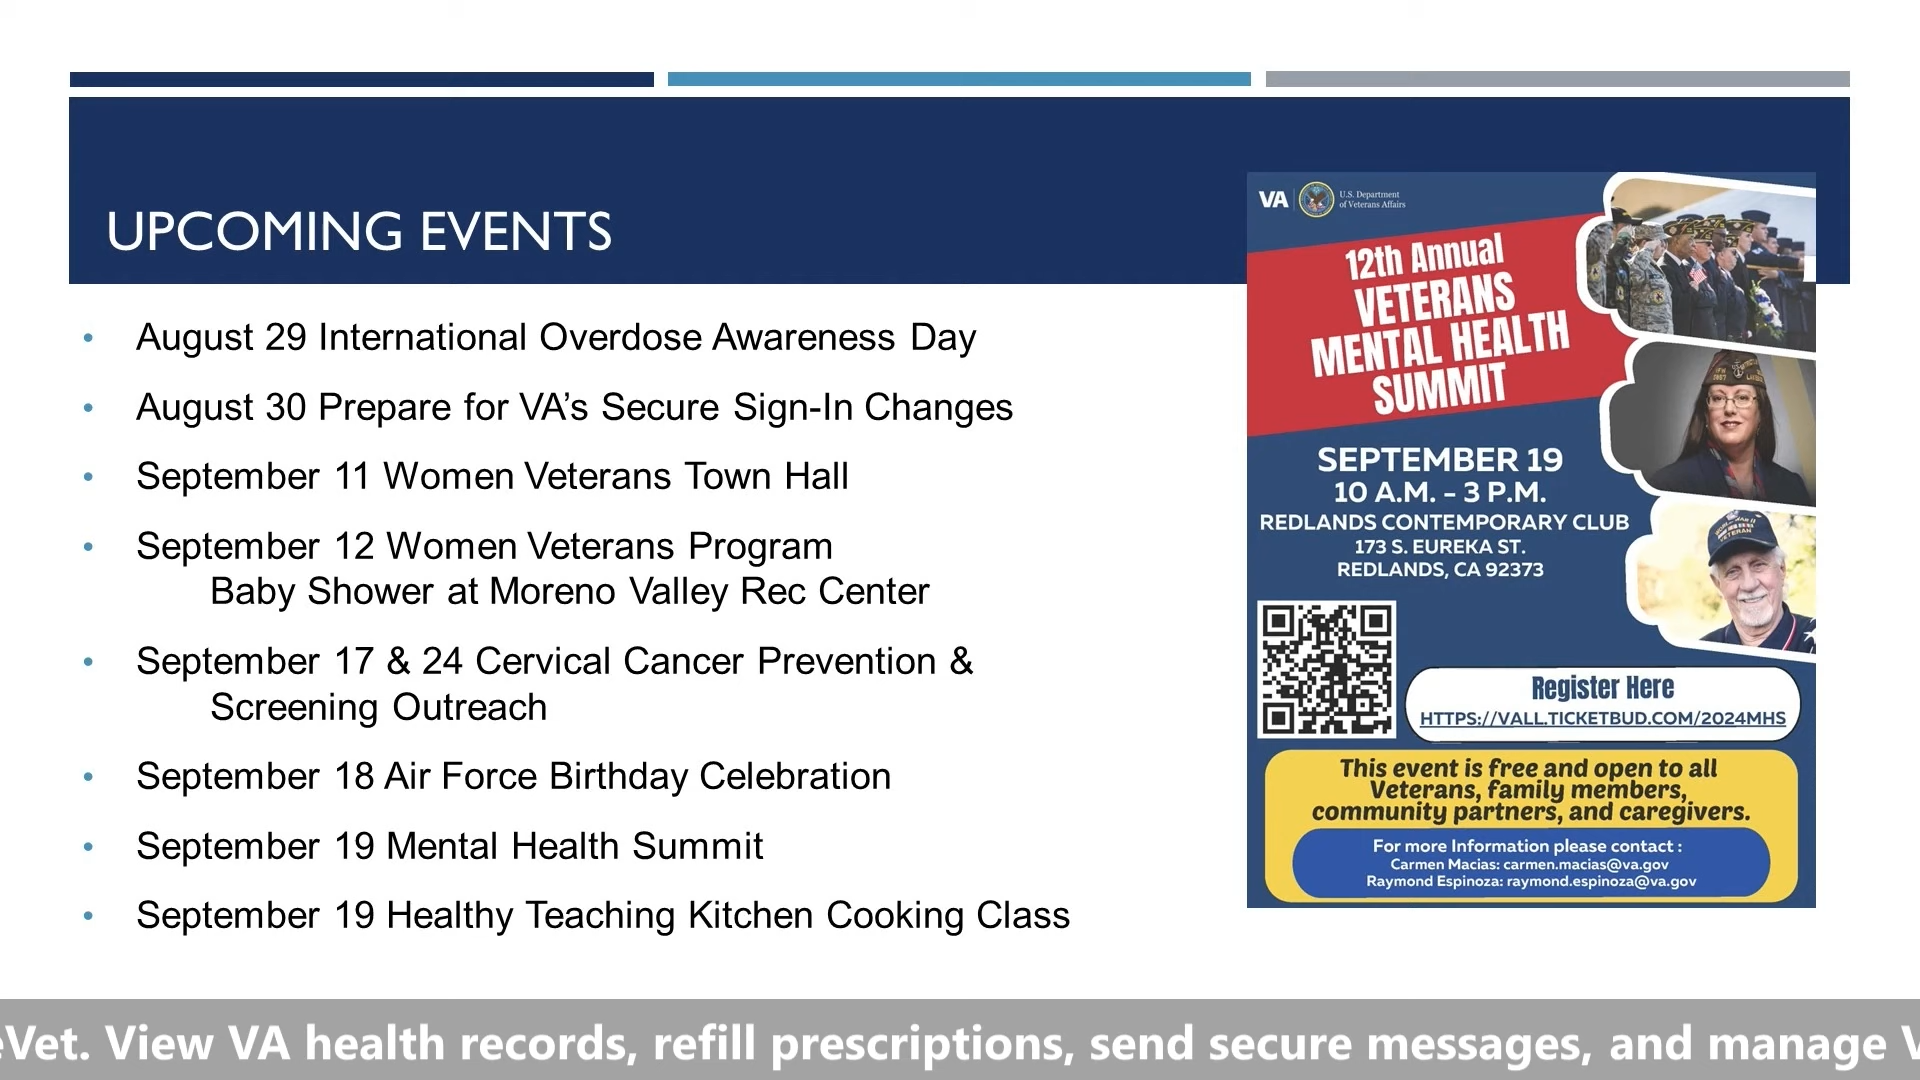 UPCOMING EVENTS
• August 29 International Overdose Awareness Day
• August 30 Prepare for VA’s Secure Sign-In Changes
• September 11 Women Veterans Town Hall
• September 12 Women Veterans Program
Baby Shower at Moreno Valley Rec Center
• September 17 & 24 Cervical Cancer Prevention &
Screening Outreach
• September 18 Air Force Birthday Celebration
• September 19 Mental Health Summit
• September 19 Healthy Teaching Kitchen Cooking Class
VA
U.S. Department
of Veterans Affairs
12th Annual
VETERANS
MENTAL HEALTH
SUMMIT
SEPTEMBER 19
10 A.M. - 3 P.M.
REDLANDS CONTEMPORARY CLUB
173 S. EUREKA ST.
REDLANDS, CA 92373
Register Here
HTTPS://VALL.TICKETBUD.COM/2024MHS
This event is free and open to all
Veterans, family members,
community partners, and caregivers.
For more Information please contact :
Carmen Macias: carmen.macias@va.gov
Raymond Espinoza: raymond.espinoza@va.gov
eVet. View VA health records, refill prescriptions, send secure messages, and manage V